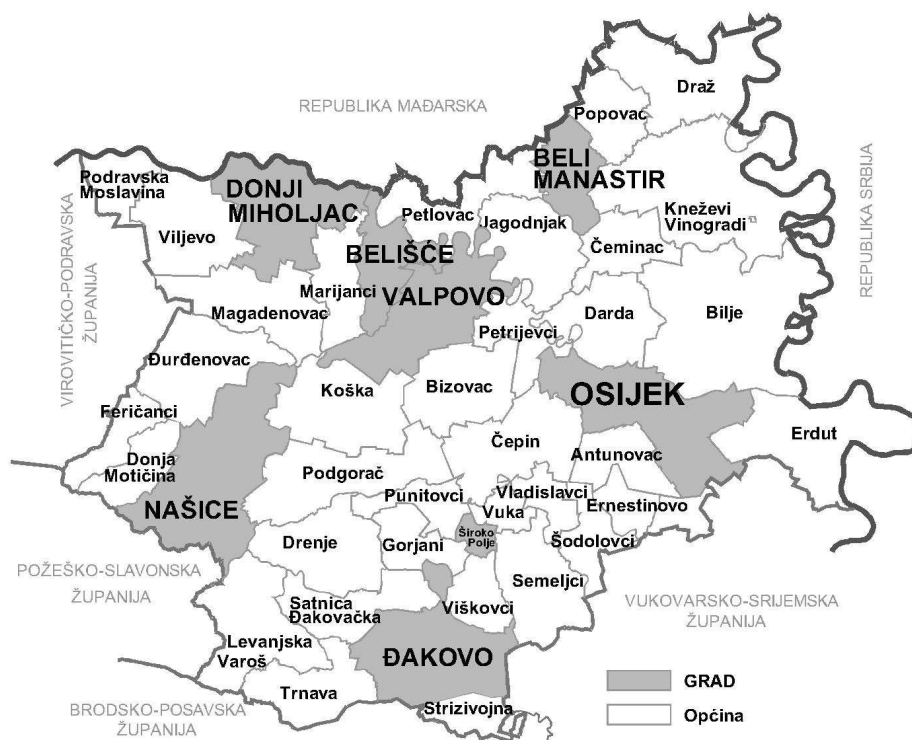 Draž
REPUBLIKA MAĐARSKA
Popovac
BELI
MANASTIR
Podravska
Moslavina
DONJI
MIHOLJAC
Petlovac
Jagodnjak
Kneževi
Vinogradi
REPUBLIKA SRBIJA
VIROVITIČKO-PODRAVSKA
ŽUPANIJA
Viljevo
BELIŠĆE
Čeminac
Marijanci
VALPOVO
Magadenovac
Petrijevci
Darda
Bilje
Đurđenovac
Koška
Bizovac
OSIJEK
Feričanci
Erdut
Čepin
Antunovac
Donja
Motičina
Podgorač
Punitovci
Vladislavci
Vuka
Ernestinovo
NAŠICE
Široko
Polje
Drenje
Gorjani
Šodolovci
POŽEŠKO-SLAVONSKA
ŽUPANIJA
Semeljci
Satnica
Đakovačka
Viškovci
VUKOVARSKO-SRIJEMSKA
ŽUPANIJA
Levanjska
Varoš
ĐAKOVO
Trnava
GRAD
Strizivojna
Općina
BRODSKO-POSAVSKA
ŽUPANIJA